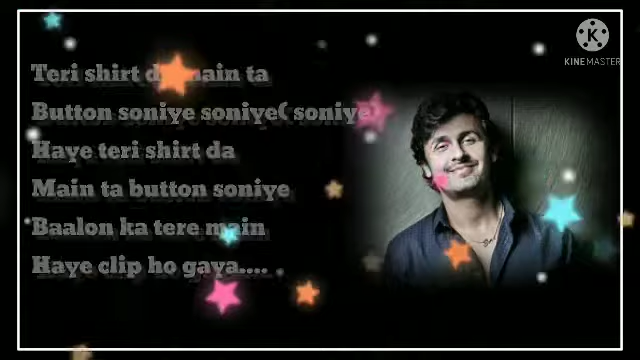 Teri shirt da main ta
Button soniye soniye( soniye)
Haye teri shirt da
Main ta button soniye
Baalon ka tere main
Haye clip ho gaya....
K
KINEMASTER